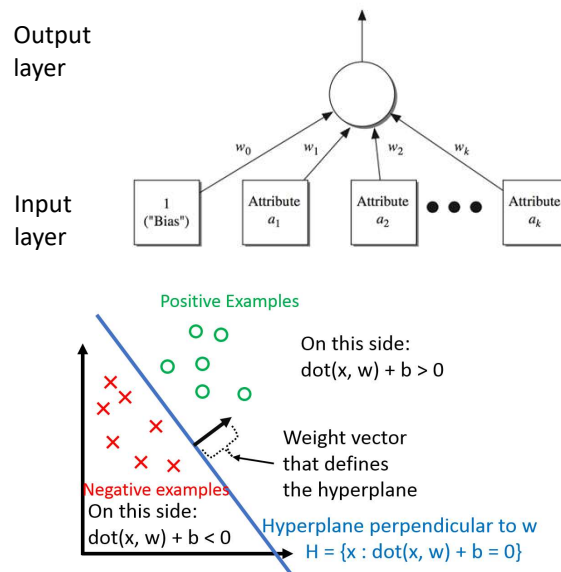 Output
layer
w0
w1
w2
wk
Input
layer
1
("Bias")
Attribute
a1
Attribute
a2
Attribute
ak
Positive Examples
On this side:
dot(x, w) + b > 0
Weight vector
that defines
the hyperplane
Negative examples
On this side:
dot(x, w) + b < 0
Hyperplane perpendicular to w
H = {x : dot(x, w) + b = 0}